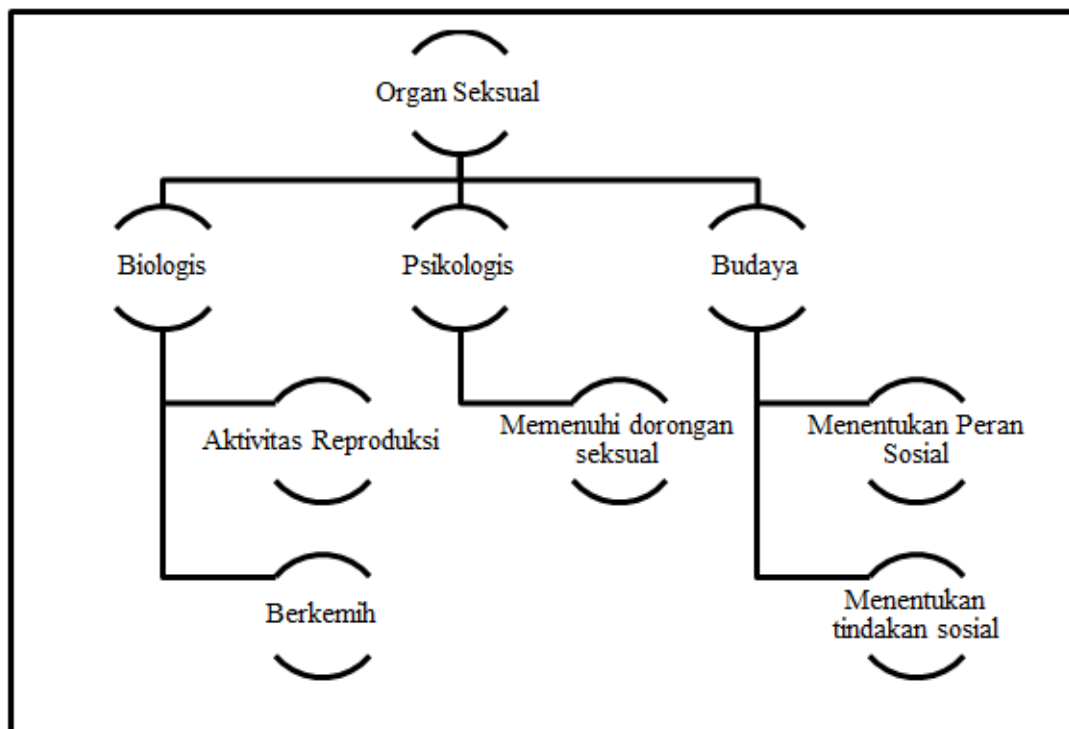 Organ Seksual
Biologis
Psikologis
Budaya
Aktivitas Reproduksi
Memenuhi dorongan
seksual
Menentukan Peran
Sosial
Berkemih
Menentukan
tindakan sosial